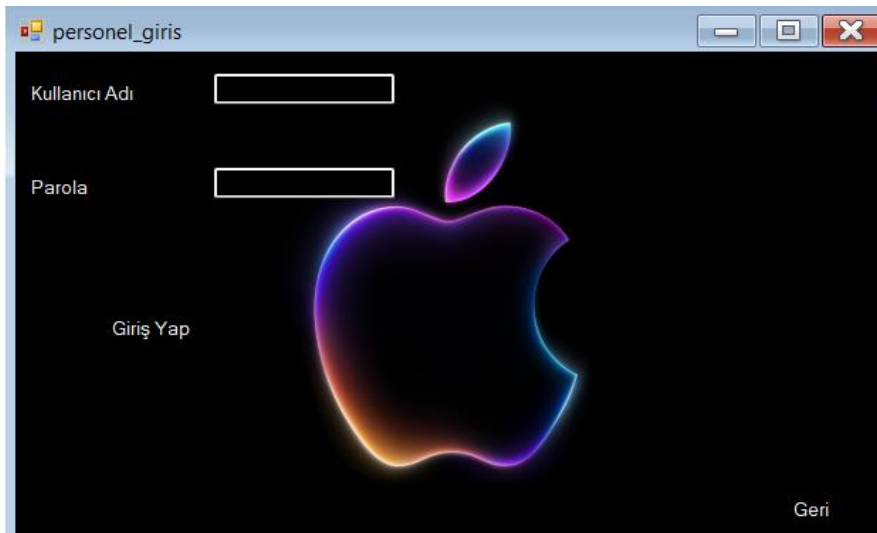 personel_giris
Kullanıcı Adı
Parola
Giriş Yap
Geri